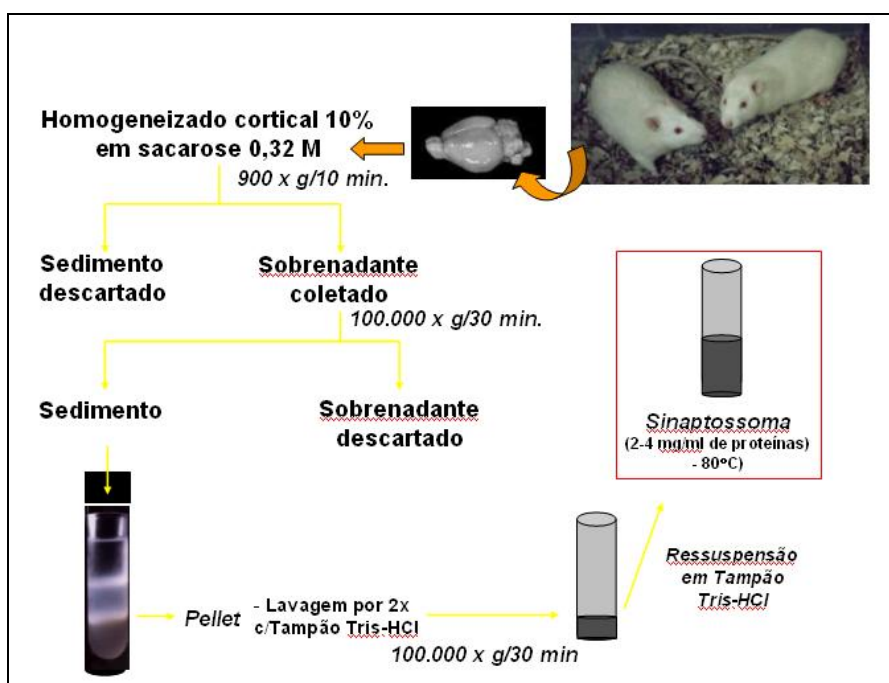 Homogeneizado cortical 10%
em sacarose 0,32 M
900 x g/10 min.
Sedimento
descartado
Sobrenadante
coletado
100.000 x g/30 min.
Sedimento
Sobrenadante
descartado
Pellet
- Lavagem por 2x
c/Tampão Tris-HCl
100.000 x g/30 min
Ressuspensão
em Tampão
Tris-HCl
Sinaptossoma
(2-4 mg/ml de proteínas)
- 80ºC)